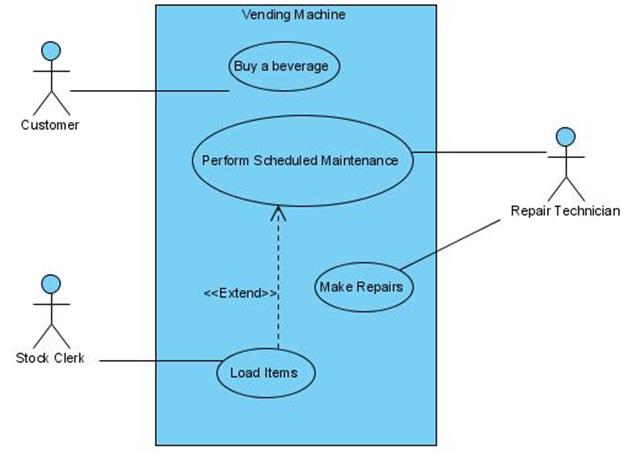 Vending Machine
Buy a beverage
Customer
Perform Scheduled Maintenance
Repair Technician
Make Repairs
<<Extend>>
Stock Clerk
Load Items